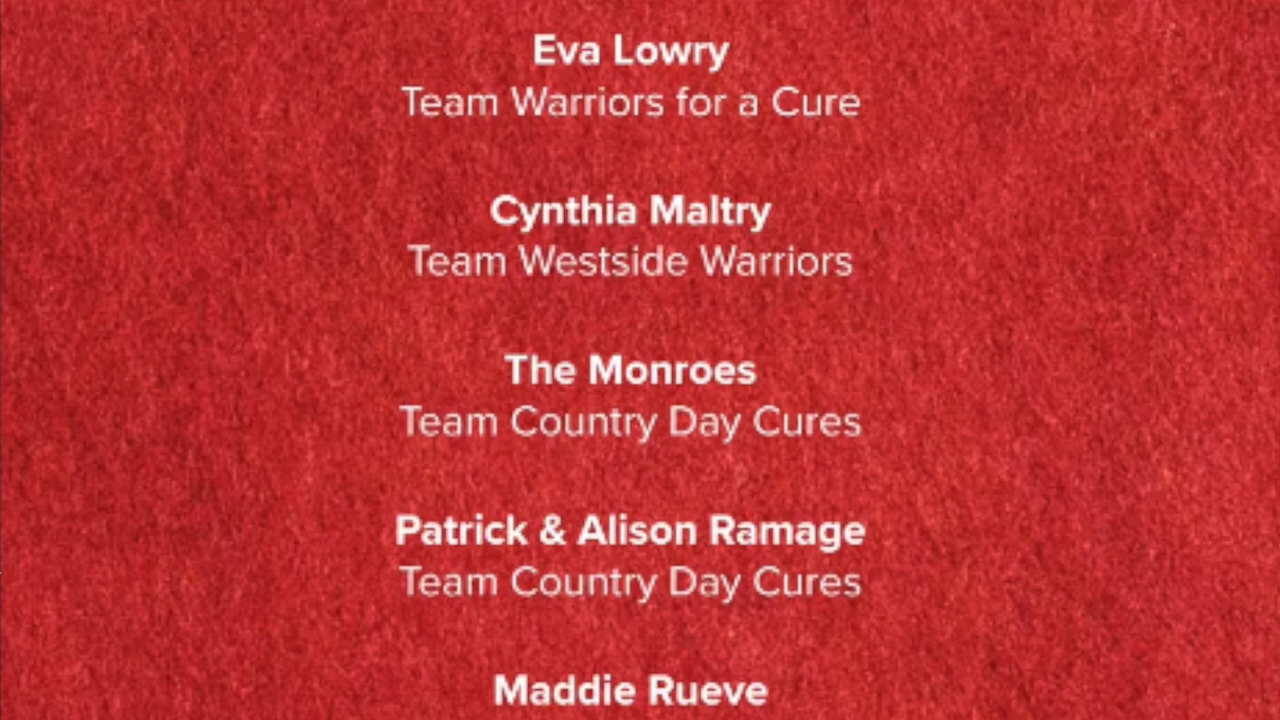 Eva Lowry
Team Warriors for a Cure
Cynthia Maltry
Team Westside Warriors
The Monroes
Team Country Day Cures
Patrick & Alison Ramage
Team Country Day Cures
Maddie Rueve